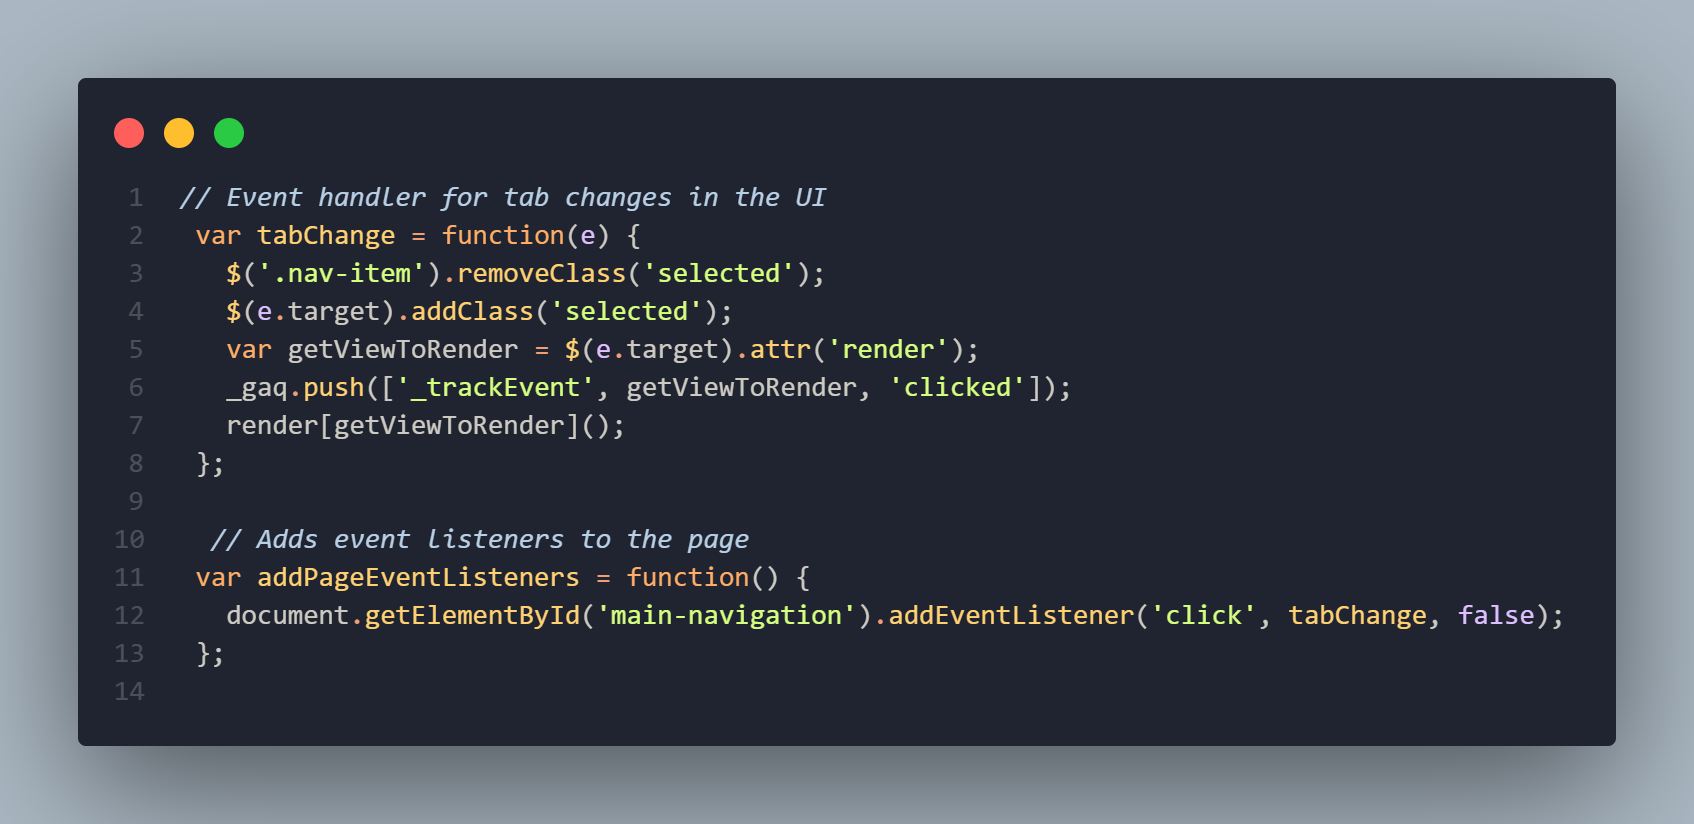 1 // Event handler for tab changes in the UI
2 var tabChange = function(e) {
3 $('.nav-item').removeClass('selected');
4 $(e.target).addClass('selected');
5 var getViewToRender = $(e.target).attr('render');
6 _gaq.push(['_trackEvent', getViewToRender, 'clicked']);
7 render[getViewToRender]();
8 };
9
10 // Adds event listeners to the page
11 var addPageEventListeners = function() {
12 document.getElementById('main-navigation').addEventListener('click', tabChange, false);
13 };
14